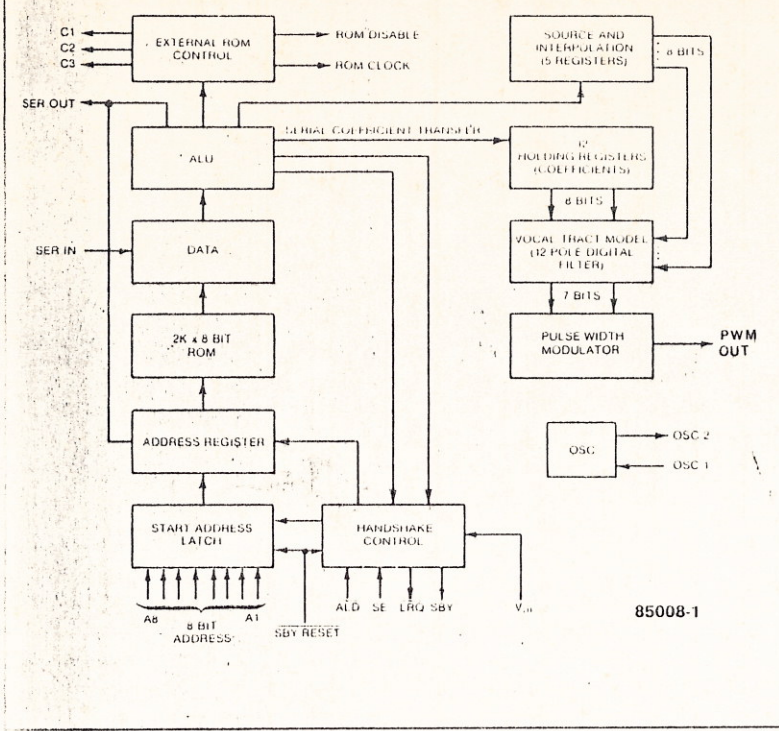 C1
C2
C3
EXTERNAL ROM
CONTROL
ROM DISABLE
ROM CLOCK
SOURCE AND
INTERPOLATION
(5 REGISTERS)
8 BITS
SER OUT
ALU
SERIAL COEFFICIENT TRANSFER
12
HOLDING REGISTERS
(COEFFICIENTS)
8 BITS
SER IN
DATA
VOCAL TRACT MODEL
(12 POLE DIGITAL
FILTER)
7 BITS
2K x 8 BIT
ROM
PULSE WIDTH
MODULATOR
PWM
OUT
ADDRESS REGISTER
OSC
OSC 2
OSC 1
START ADDRESS
LATCH
HANDSHAKE
CONTROL
A8
A1
8 BIT
ADDRESS
SBY RESET
ALD
SE
LRQ
SBY
85008-1